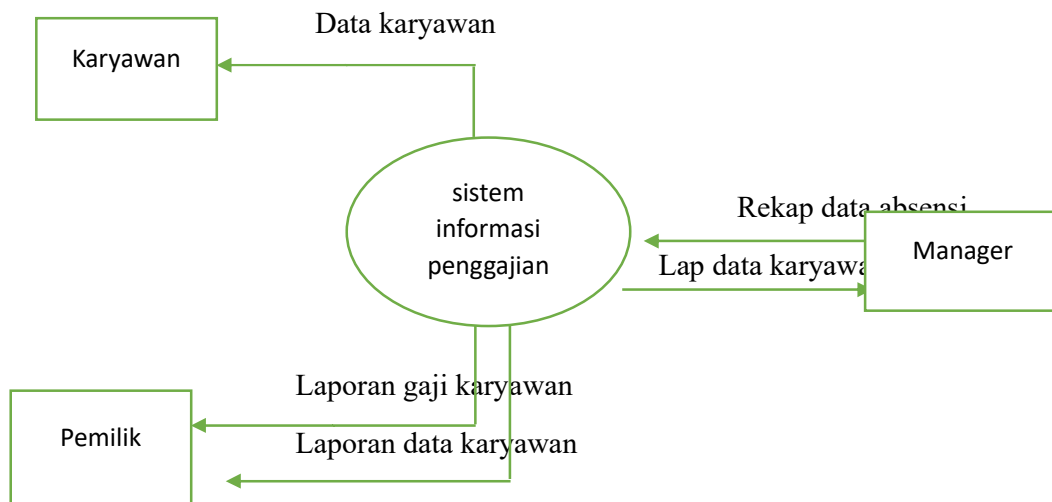 Data karyawan
Karyawan
sistem
informasi
penggajian
Rekap data absensi
Manager
Lap data karyawa
Laporan gaji karyawan
Pemilik
Laporan data karyawan